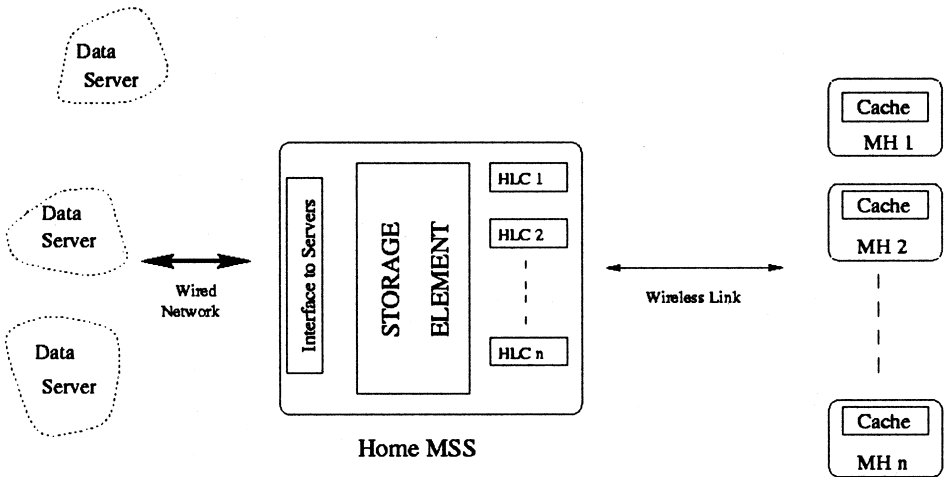 Data
Server
Data
Server
Data
Server
Wired
Network
Interface to Servers
STORAGE
ELEMENT
HLC 1
HLC 2
HLC n
Home MSS
Wireless Link
Cache
MH 1
Cache
MH 2
Cache
MH n